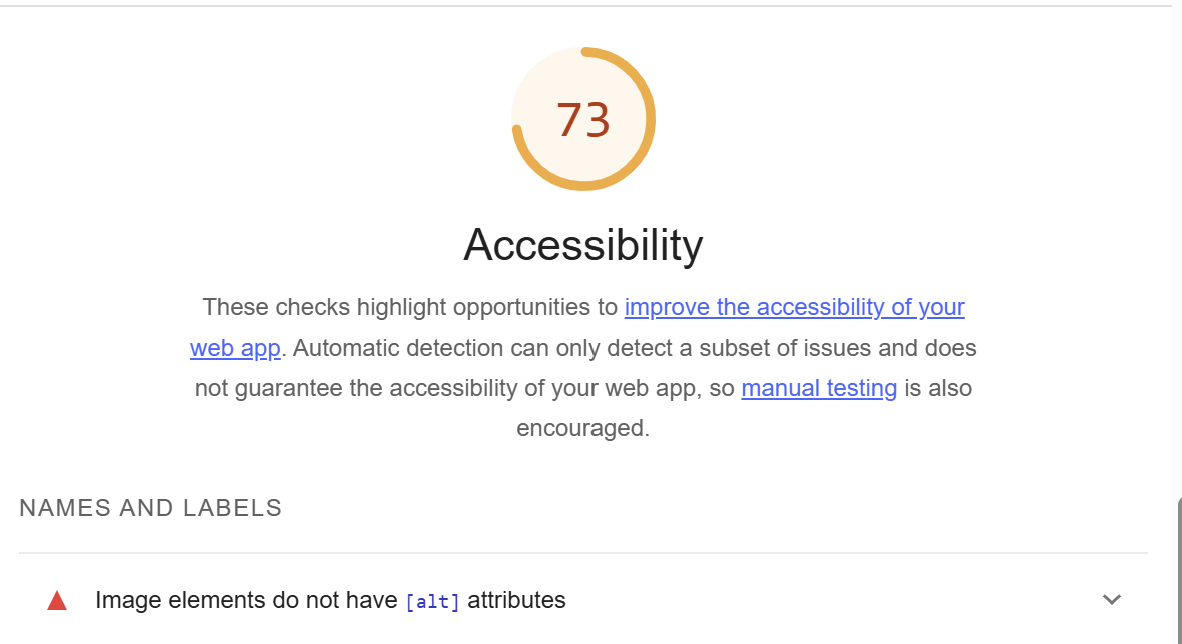 73
Accessibility
These checks highlight opportunities to improve the accessibility of your
web app. Automatic detection can only detect a subset of issues and does
not guarantee the accessibility of your web app, so manual testing is also
encouraged.
NAMES AND LABELS
Image elements do not have [alt] attributes